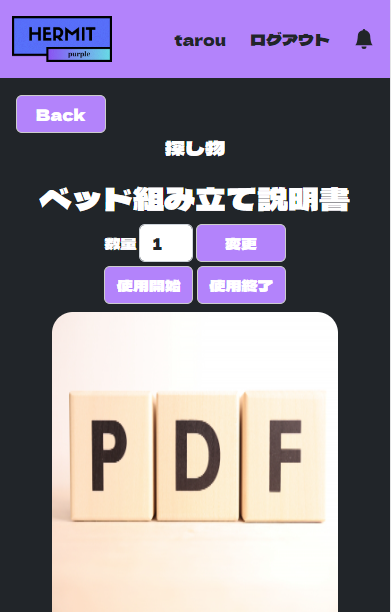 HERMIT
purple
tarou ログアウト
Back
探し物
ベッド組み立て説明書
数量 1 変更
使用開始 使用終了
PDF